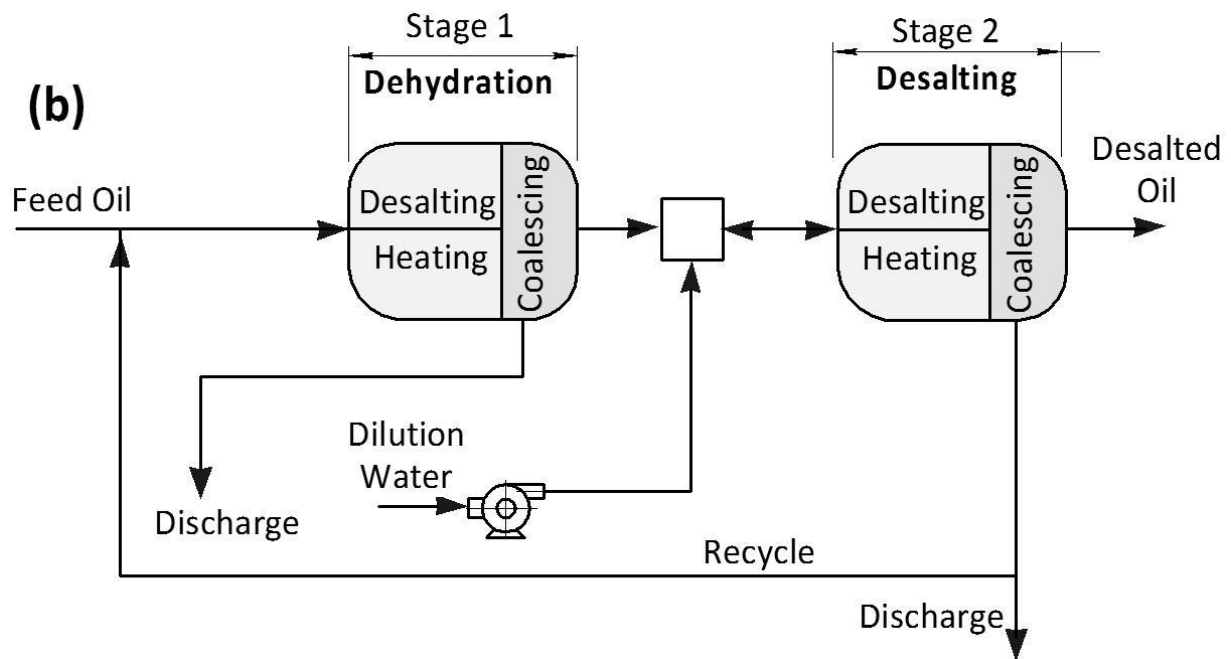 (b)
Stage 1
Dehydration
Stage 2
Desalting
Feed Oil
Desalting
Heating
Coalescing
Desalting
Heating
Coalescing
Desalted
Oil
Discharge
Dilution
Water
Recycle
Discharge